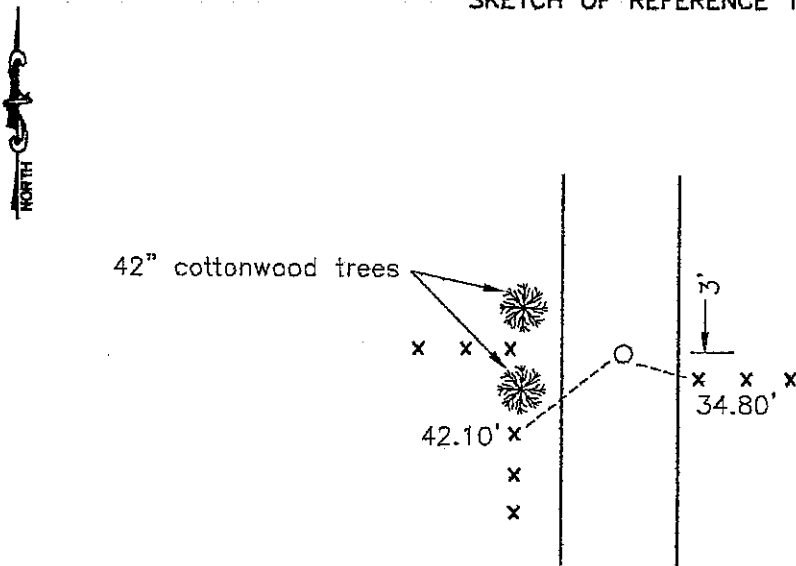 SKETCH OF REFERENCE
NORTH
42" cottonwood trees
3'
x x x
x x x
34.80'
42.10' x
x
x